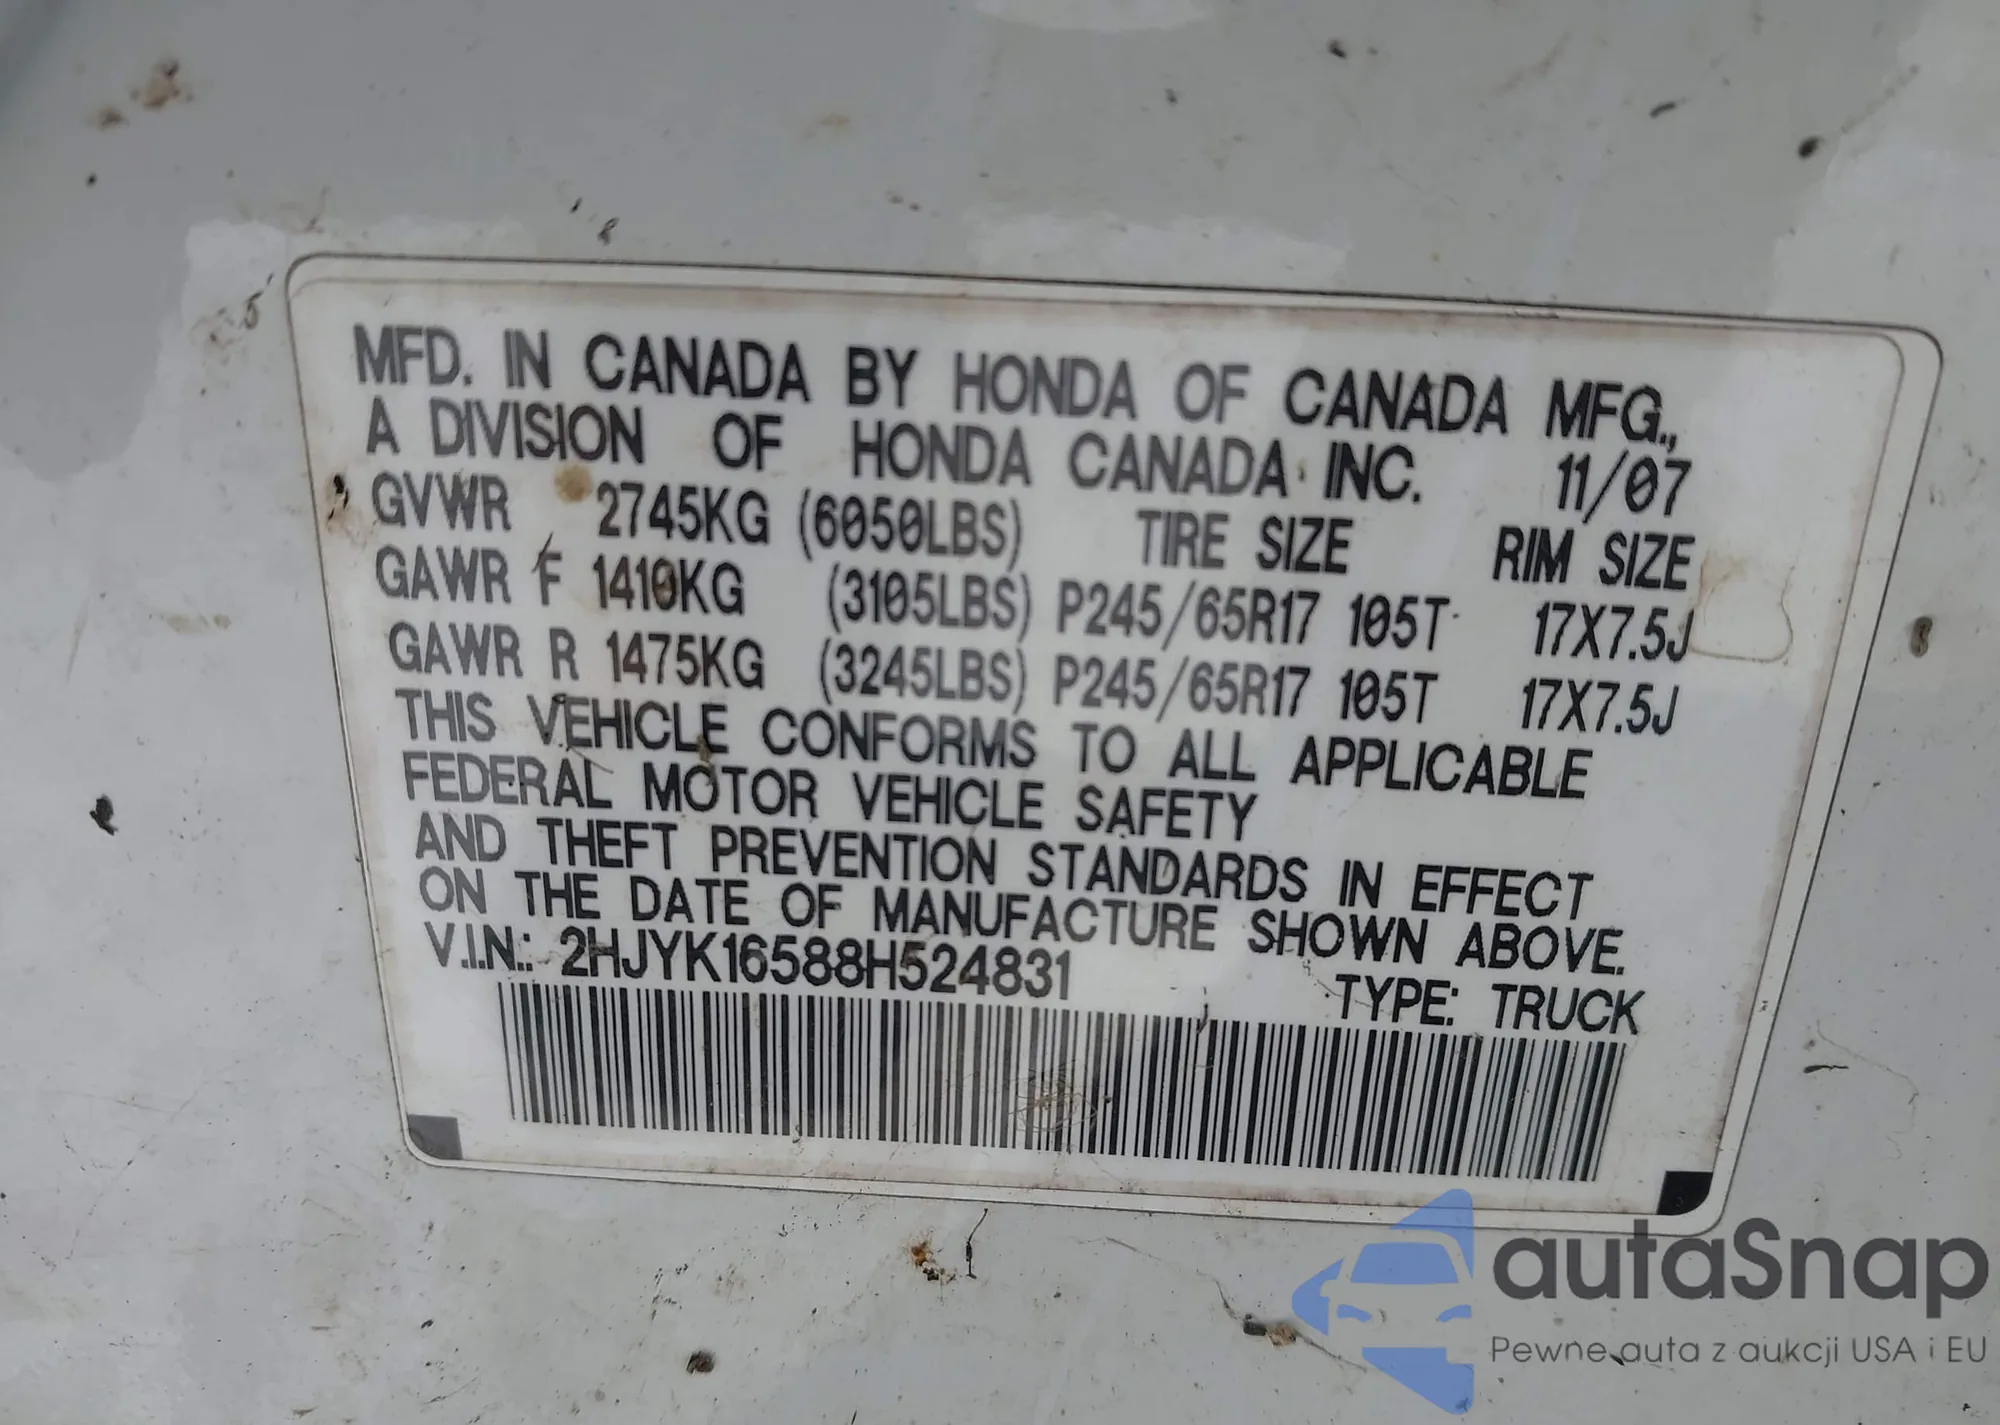 MFD. IN CANADA BY HONDA OF CANADA MFG.,
A DIVISION OF HONDA CANADA INC. 11/07
GVWR 2745KG (6050LBS) TIRE SIZE RIM SIZE
GAWR F 1410KG (3105LBS) P245/65R17 105T 17X7.5J
GAWR R 1475KG (3245LBS) P245/65R17 105T 17X7.5J
THIS VEHICLE CONFORMS TO ALL APPLICABLE
FEDERAL MOTOR VEHICLE SAFETY
AND THEFT PREVENTION STANDARDS IN EFFECT
ON THE DATE OF MANUFACTURE SHOWN ABOVE.
V.I.N.: 2HJYK16588H524831
TYPE: TRUCK
autaSnap
Pewne auta z aukcji USA i EU